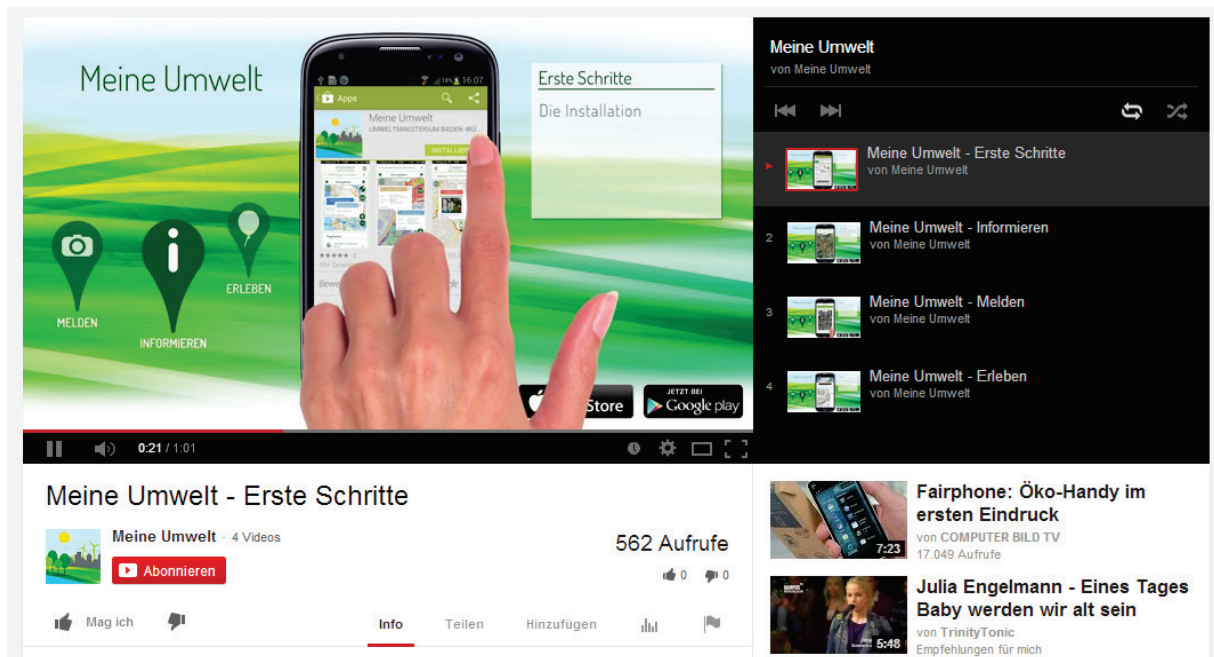 Meine Umwelt
16:07
Apps
Meine Umwelt
UMWELTMINISTERIUM BADEN-WÜ...
Erste Schritte
Die Installation
MELDEN
INFORMIEREN
ERLEBEN
Store
JETZT BEI
Google play
0:21 / 1:01
Meine Umwelt
von Meine Umwelt
Meine Umwelt - Erste Schritte
von Meine Umwelt
2
Meine Umwelt - Informieren
von Meine Umwelt
3
Meine Umwelt - Melden
von Meine Umwelt
4
Meine Umwelt - Erleben
von Meine Umwelt
Meine Umwelt - Erste Schritte
Meine Umwelt · 4 Videos
Abonnieren
562 Aufrufe
0 0
Mag ich
Info Teilen Hinzufügen
7:23
Fairphone: Öko-Handy im
ersten Eindruck
von COMPUTER BILD TV
17.049 Aufrufe
5:48
Julia Engelmann - Eines Tages
Baby werden wir alt sein
von TrinityTonic
Empfehlungen für mich